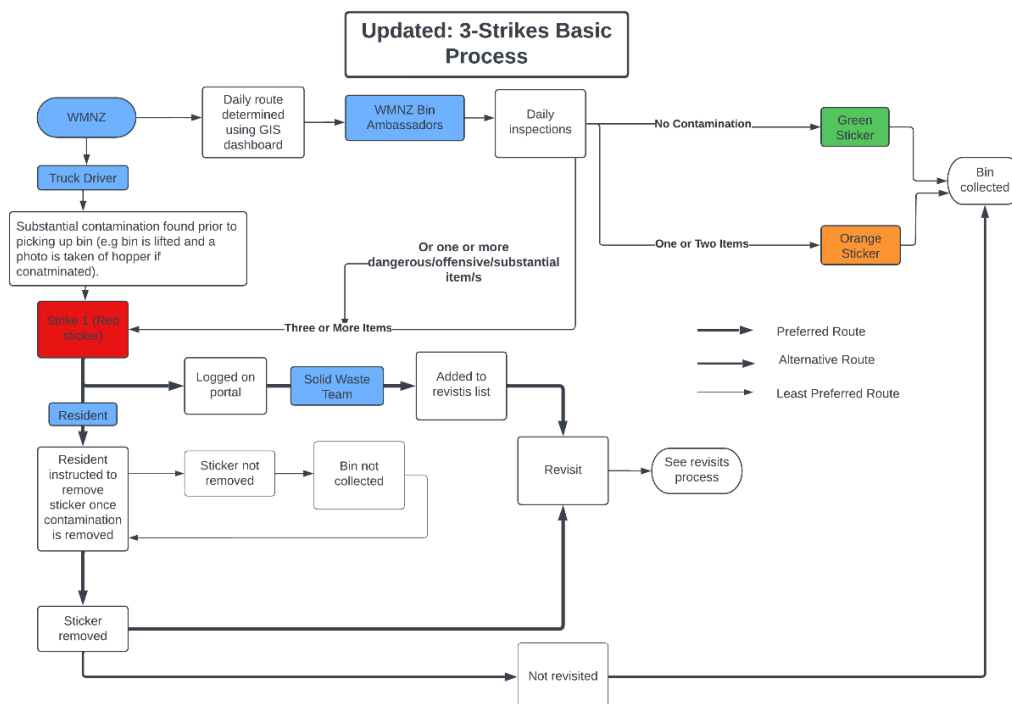 Updated: 3-Strikes Basic
Process
WMNZ
Daily route
determined
using GIS
dashboard
WMNZ Bin
Ambassadors
Daily
inspections
No Contamination
Green
Sticker
Bin
collected
Truck Driver
Substantial contamination found prior to
picking up bin (e.g bin is lifted and a
photo is taken of hopper if
conatminated).
One or Two Items
Orange
Sticker
Or one or more
dangerous/offensive/substantial
item/s
Strike 1 (Red
sticker)
Three or More Items
Preferred Route
Alternative Route
Least Preferred Route
Logged on
portal
Solid Waste
Team
Added to
revistis list
Resident
Resident
instructed to
remove
sticker once
contamination
is removed
Sticker not
removed
Bin not
collected
Revisit
See revisits
process
Sticker
removed
Not revisited